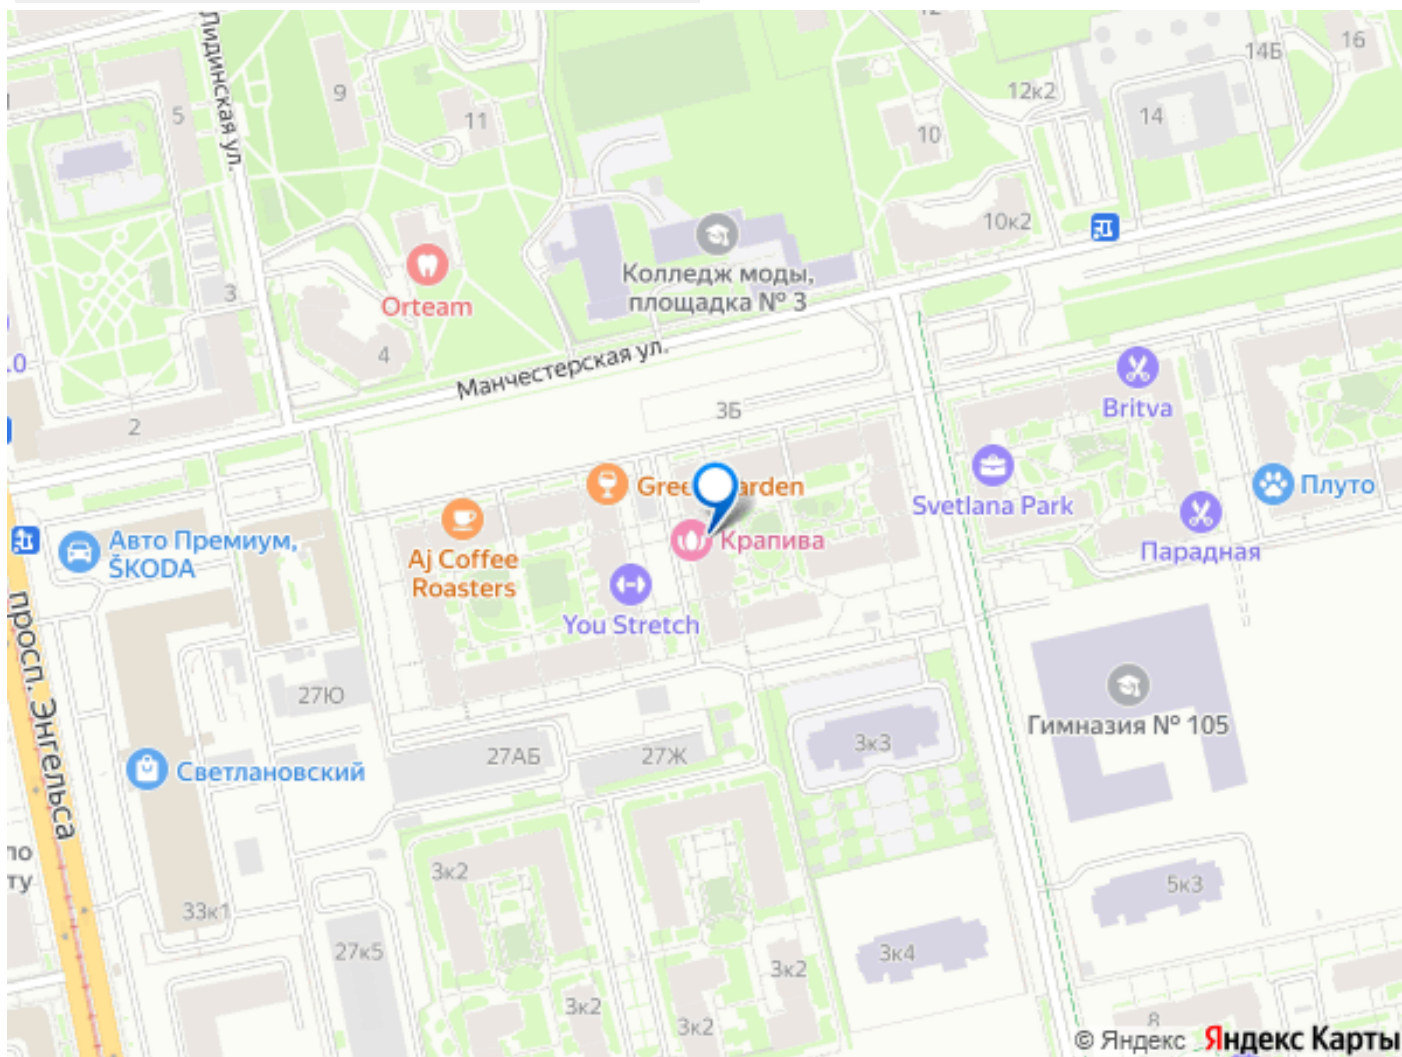 Лидинская ул.
5
9
11
12к2
14Б
16
10
14
3
Orteam
4
Колледж моды,
площадка № 3
10к2
Манчестерская ул.
2
3Б
Britva
Svetlana Park
Парадная
Плуто
Авто Премиум,
ŠKODA
Aj Coffee
Roasters
Крапива
You Stretch
просп. Энгельса
27Ю
Гимназия № 105
Светлановский
27АБ
27Ж
3к3
3к2
5к3
33к1
27к5
3к4
3к2
3к2
3к2
8
© Яндекс
Яндекс Карты